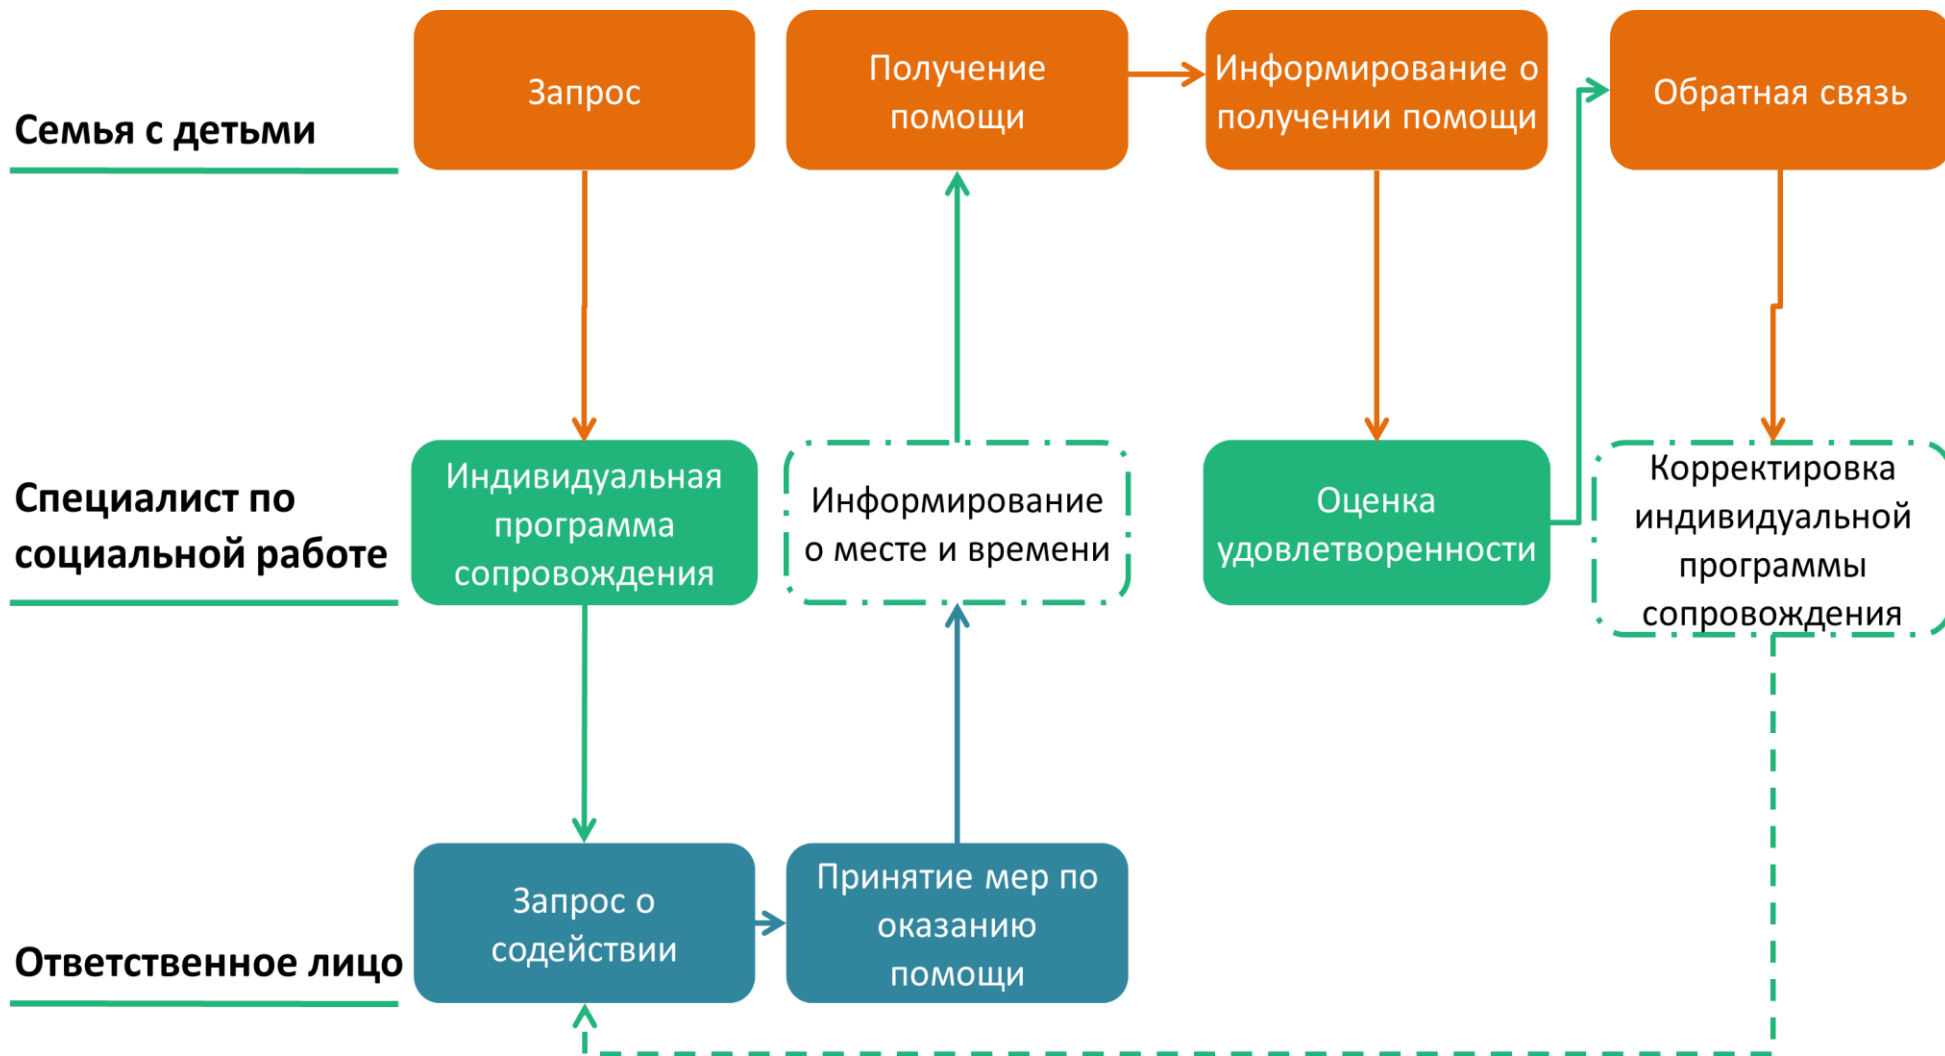 Семья с детьми
Запрос
Получение
помощи
Информирование о
получении помощи
Обратная связь
Специалист по
социальной работе
Индивидуальная
программа
сопровождения
Информирование
о месте и времени
Оценка
удовлетворенности
Корректировка
индивидуальной
программы
сопровождения
Ответственное лицо
Запрос о
содействии
Принятие мер по
оказанию
помощи